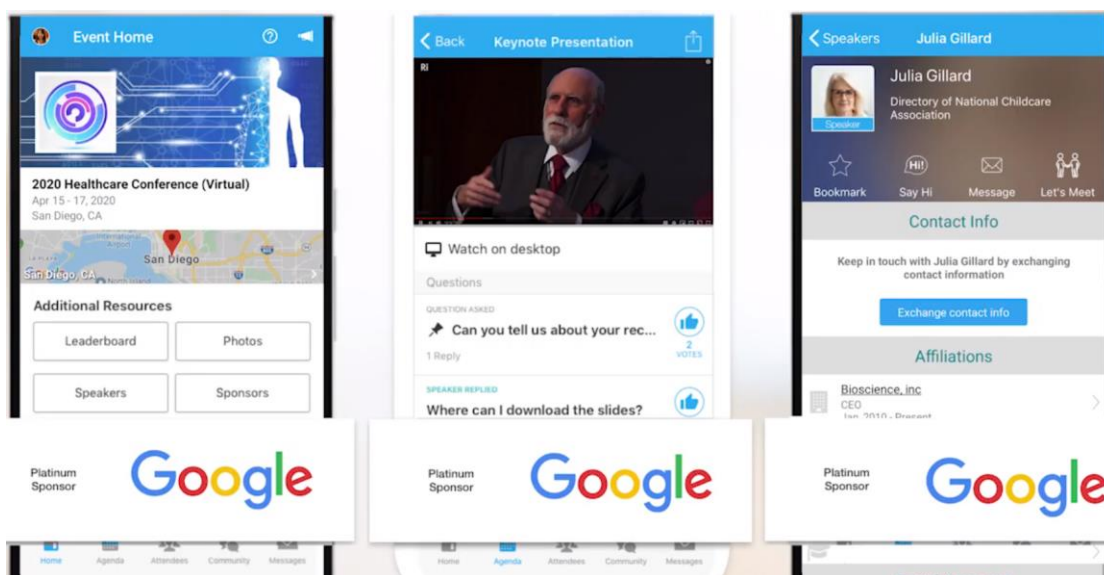 Event Home
2020 Healthcare Conference (Virtual)
Apr 15 - 17, 2020
San Diego, CA
San Diego
San Diego, CA
Additional Resources
Leaderboard
Photos
Speakers
Sponsors
Platinum
Sponsor
Google
Home
Agenda
Attendees
Community
Messages
Back
Keynote Presentation
Ri
Watch on desktop
Questions
QUESTION ASKED
Can you tell us about your rec...
1 Reply
2
VOTES
SPEAKER REPLIED
Where can I download the slides?
Platinum
Sponsor
Google
Home
Agenda
Attendees
Community
Messages
Speakers
Julia Gillard
Julia Gillard
Directory of National Childcare
Association
Speaker
Bookmark
Hi!
Say Hi
Message
Let's Meet
Contact Info
Keep in touch with Julia Gillard by exchanging
contact information
Exchange contact info
Affiliations
Bioscience, inc
CEO
Jan, 2010 - Present
Platinum
Sponsor
Google